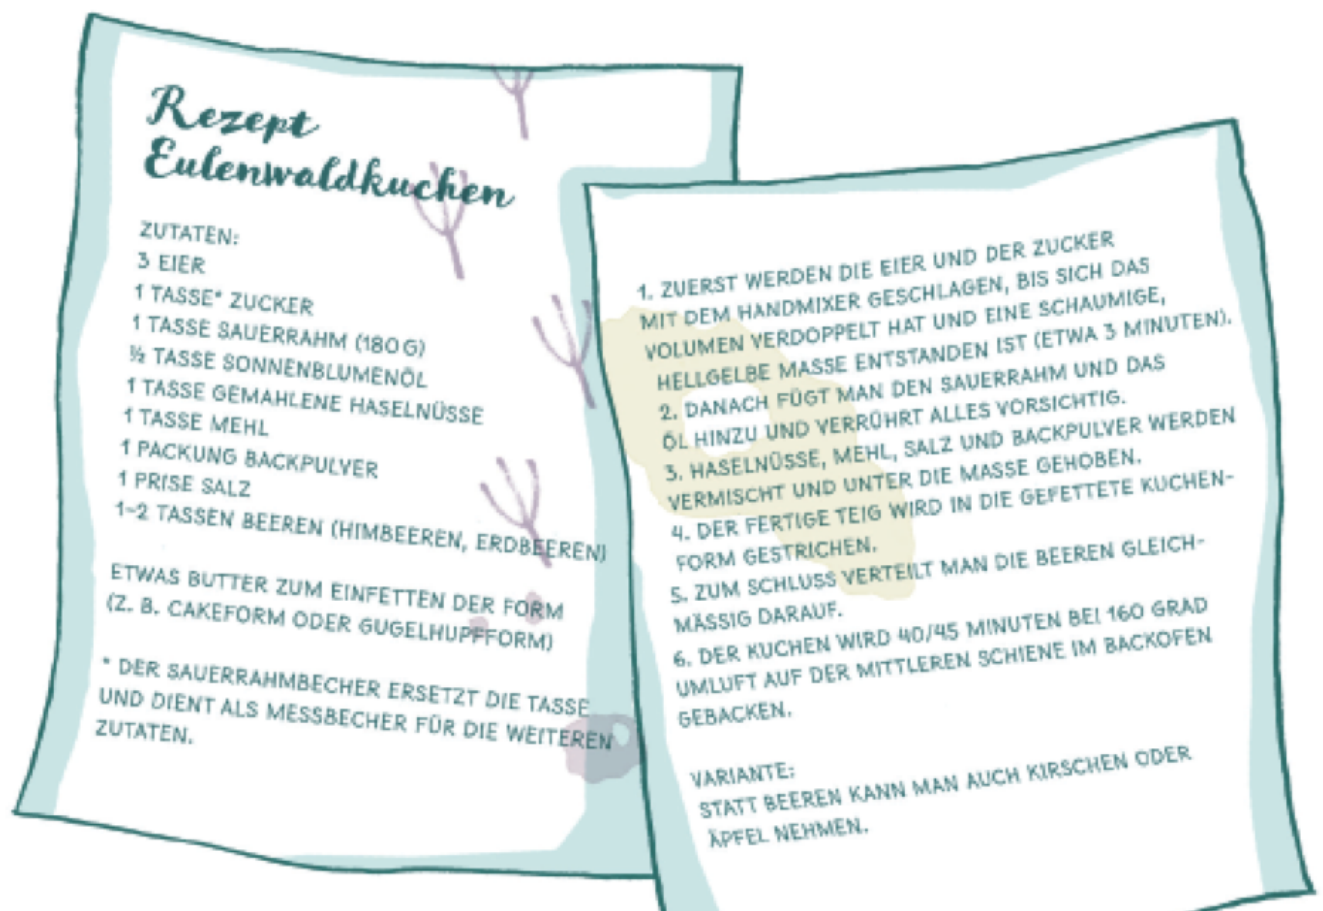 Rezept
Eulenwaldkuchen
ZUTATEN:
3 EIER
1 TASSE* ZUCKER
1 TASSE SAUERRAHM (180 G)
½ TASSE SONNENBLUMENÖL
1 TASSE GEMAHLENE HASELNÜSSE
1 TASSE MEHL
1 PACKUNG BACKPULVER
1 PRISE SALZ
1–2 TASSEN BEEREN (HIMBEEREN, ERDBEEREN)
ETWAS BUTTER ZUM EINFETTEN DER FORM
(Z. B. CAKEFORM ODER GUGELHUPFFORM)
* DER SAUERRAHMBECHER ERSETZT DIE TASSE
UND DIENT ALS MESSBECHER FÜR DIE WEITEREN
ZUTATEN.
1. ZUERST WERDEN DIE EIER UND DER ZUCKER
MIT DEM HANDMIXER GESCHLAGEN, BIS SICH DAS
VOLUMEN VERDOPPELT HAT UND EINE SCHAUMIGE,
HELLGELBE MASSE ENTSTANDEN IST (ETWA 3 MINUTEN).
2. DANACH FÜGT MAN DEN SAUERRAHM UND DAS
ÖL HINZU UND VERRÜHRT ALLES VORSICHTIG.
3. HASELNÜSSE, MEHL, SALZ UND BACKPULVER WERDEN
VERMISCHT UND UNTER DIE MASSE GEHOBEN.
4. DER FERTIGE TEIG WIRD IN DIE GEFETTETE KUCHEN-
FORM GESTRICHEN.
5. ZUM SCHLUSS VERTEILT MAN DIE BEEREN GLEICH-
MÄSSIG DARAUF.
6. DER KUCHEN WIRD 40/45 MINUTEN BEI 160 GRAD
UMLUFT AUF DER MITTLEREN SCHIENE IM BACKOFEN
GEBACKEN.
VARIANTE:
STATT BEEREN KANN MAN AUCH KIRSCHEN ODER
ÄPFEL NEHMEN.